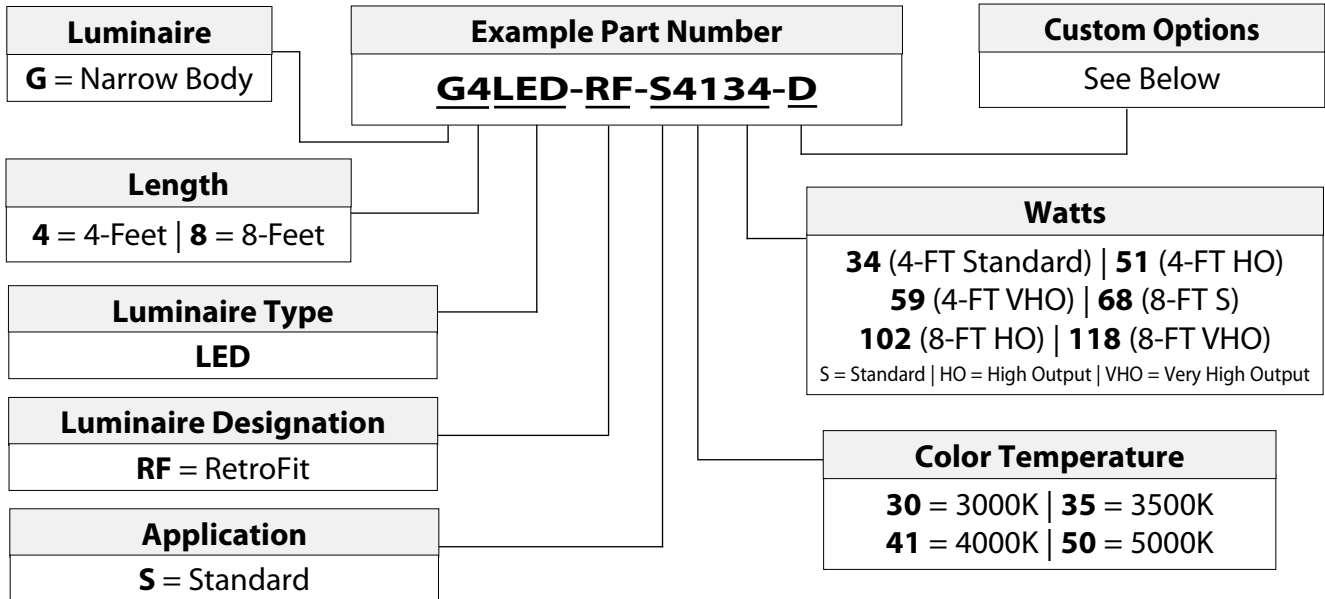 Luminaire
G = Narrow Body
Example Part Number
G4LED-RF-S4134-D
Custom Options
See Below
Length
4 = 4-Feet | 8 = 8-Feet
Luminaire Type
LED
Luminaire Designation
RF = RetroFit
Application
S = Standard
Watts
34 (4-FT Standard) | 51 (4-FT HO)
59 (4-FT VHO) | 68 (8-FT S)
102 (8-FT HO) | 118 (8-FT VHO)
S = Standard | HO = High Output | VHO = Very High Output
Color Temperature
30 = 3000K | 35 = 3500K
41 = 4000K | 50 = 5000K